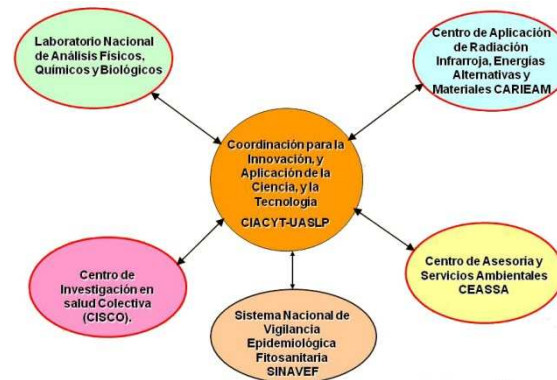 Laboratorio Nacional
de Análisis Físicos,
Químicos y Biológicos
Centro de Aplicación
de Radiación
Infrarroja, Energías
Alternativas y
Materiales CARIEAM
Coordinación para la
Innovación, y
Aplicación de la
Ciencia, y la
Tecnología
CIACYT-UASLP
Centro de
Investigación en
salud Colectiva
(CISCO).
Sistema Nacional de
Vigilancia
Epidemiológica
Fitosanitaria
SINAVEF
Centro de Asesoría y
Servicios Ambientales
CEASSA